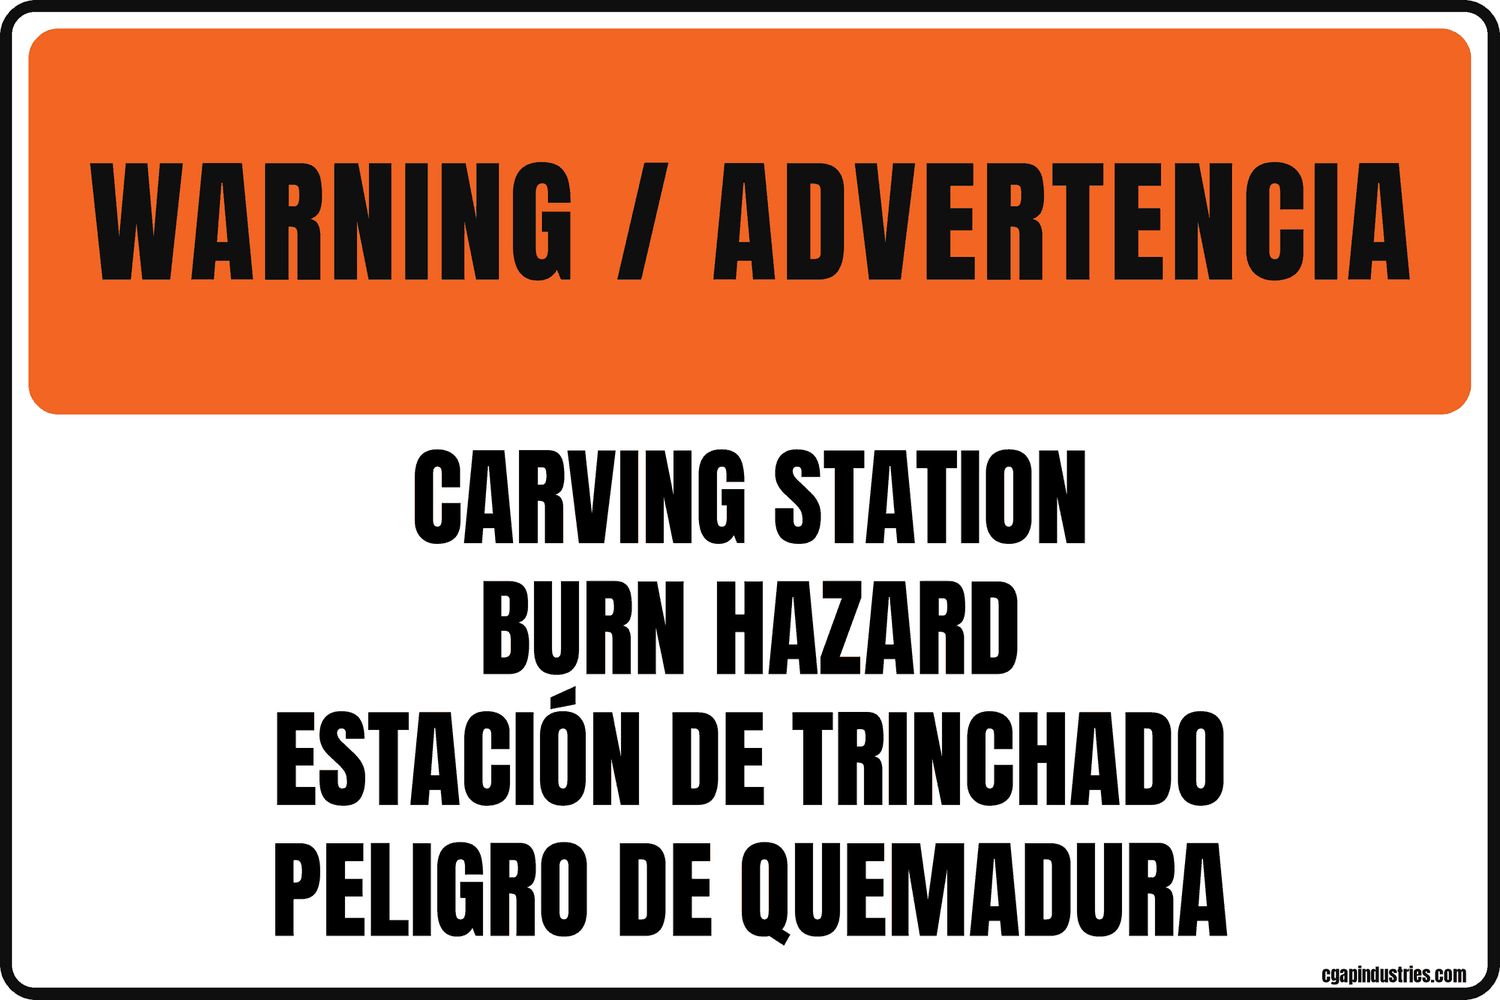 WARNING / ADVERTENCIA
CARVING STATION
BURN HAZARD
ESTACIÓN DE TRINCHADO
PELIGRO DE QUEMADURA
cgapindustries.com